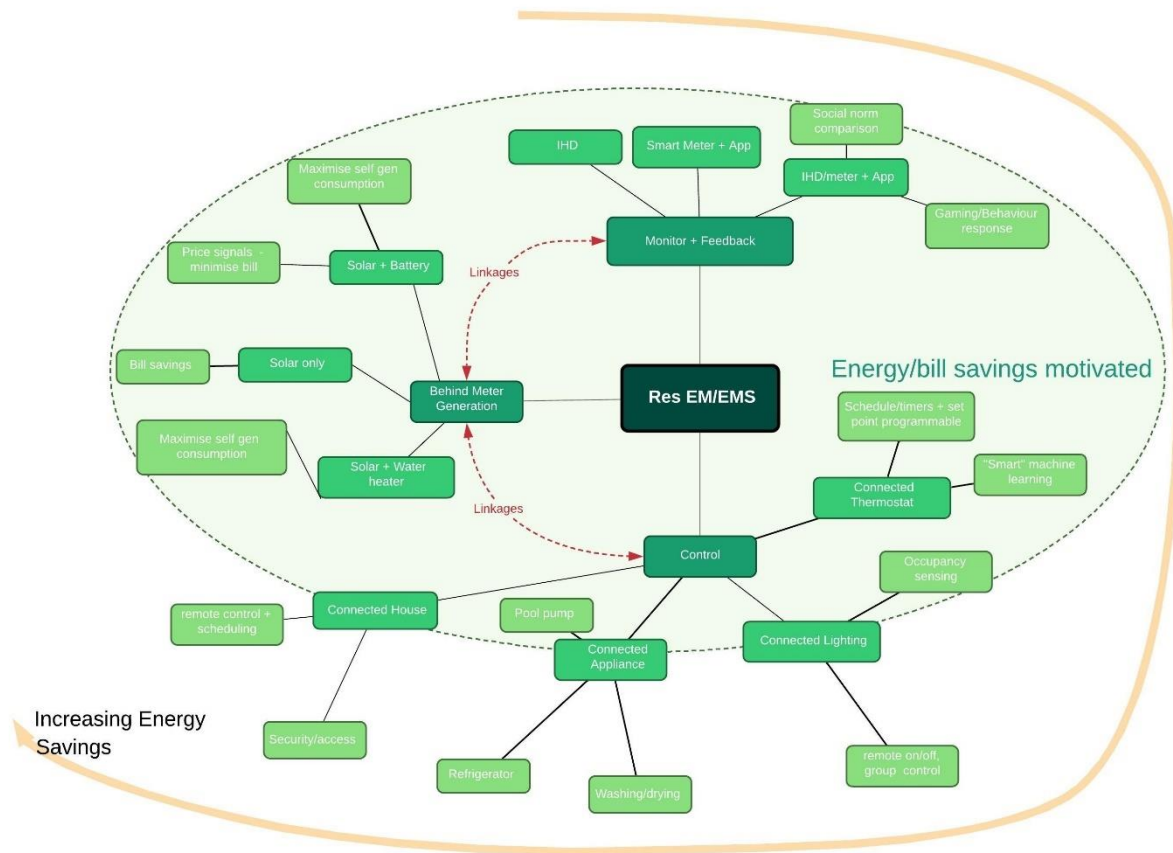 Social norm
comparison
IHD
Smart Meter + App
IHD/meter + App
Maximise self gen
consumption
Gaming/Behaviour
response
Monitor + Feedback
Price signals -
minimise bill
Solar + Battery
Linkages
Bill savings
Solar only
Behind Meter
Generation
Res EM/EMS
Energy/bill savings motivated
Schedule/timers + set
point programmable
Maximise self gen
consumption
Solar + Water
heater
"Smart" machine
learning
Connected
Thermostat
Linkages
Control
Occupancy
sensing
remote control +
scheduling
Connected House
Pool pump
Connected
Appliance
Connected Lighting
Increasing Energy
Savings
Security/access
Refrigerator
Washing/drying
remote on/off,
group control